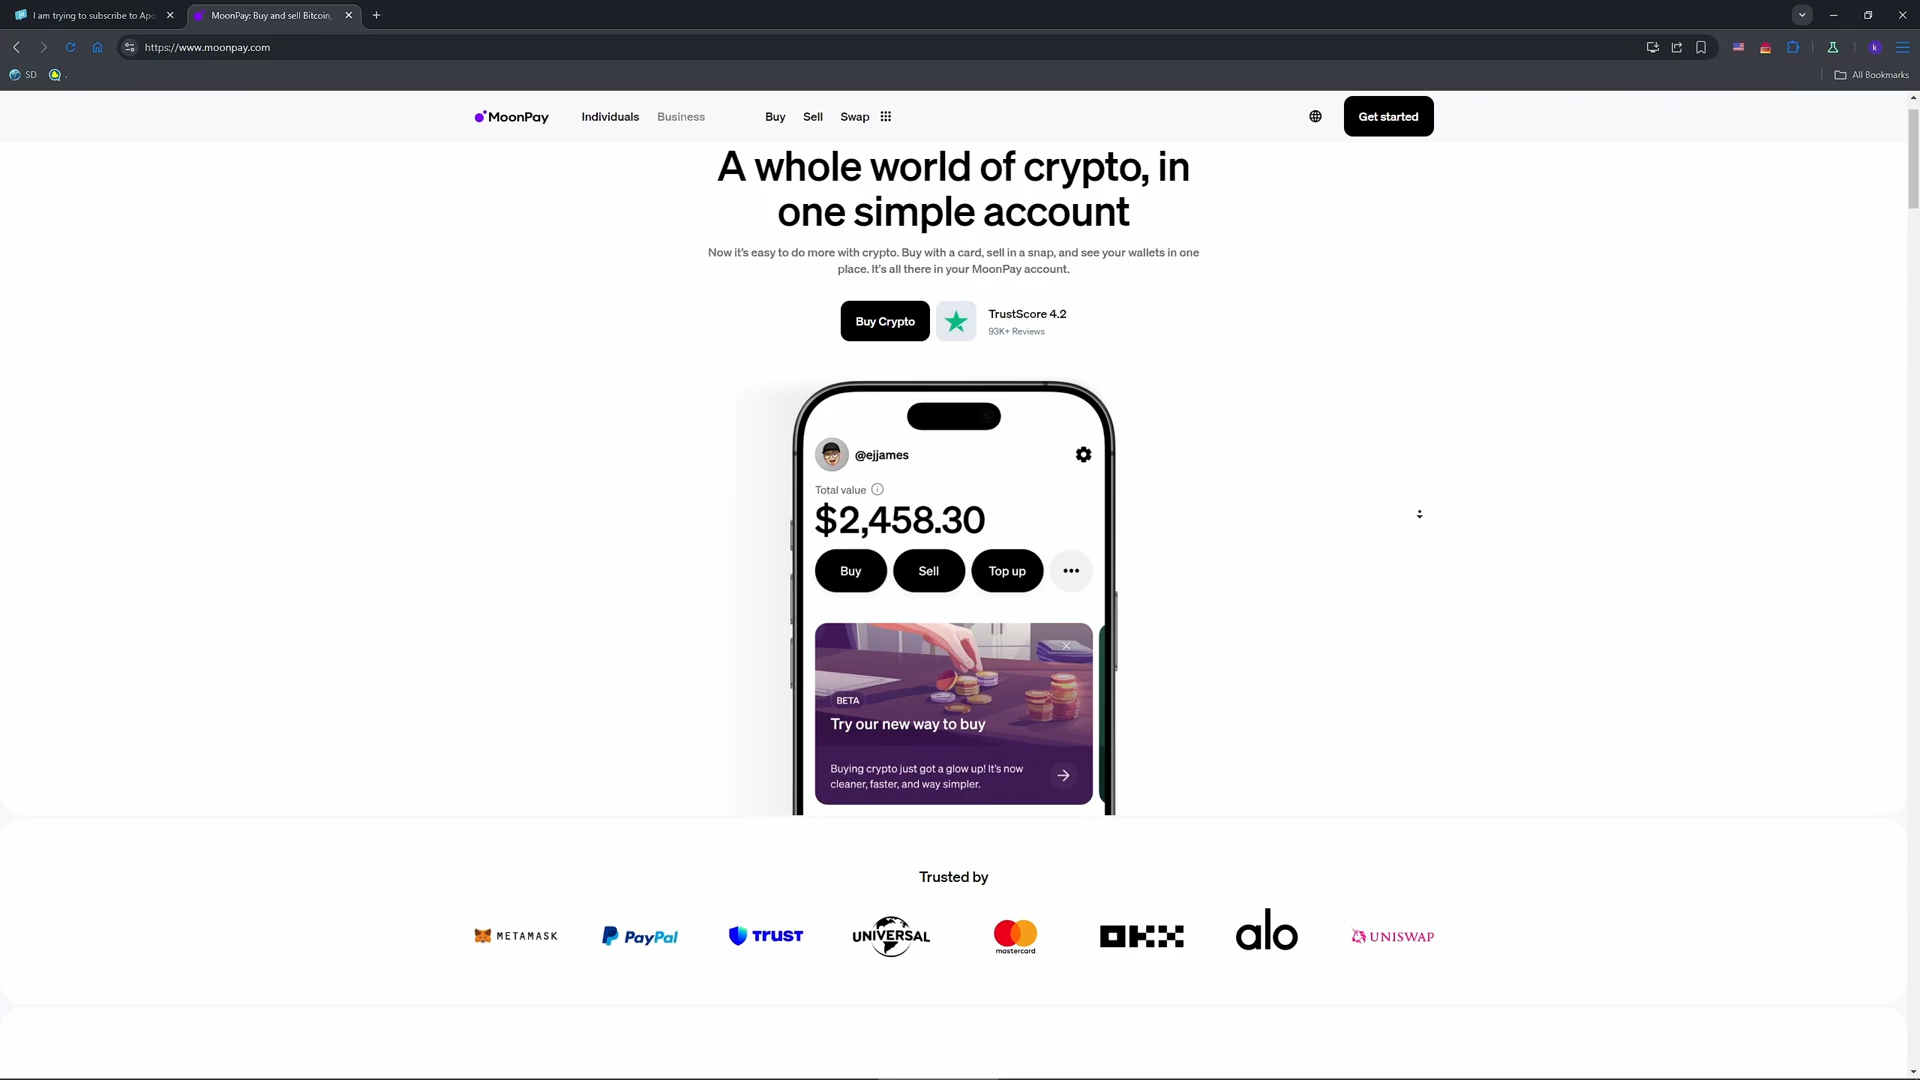 I am trying to subscribe to Apo
MoonPay: Buy and sell Bitcoin,
https://www.moonpay.com
k
SD
.
All Bookmarks
MoonPay
Individuals
Business
Buy
Sell
Swap
Get started
A whole world of crypto, in
one simple account
Now it's easy to do more with crypto. Buy with a card, sell in a snap, and see your wallets in one
place. It's all there in your MoonPay account.
Buy Crypto
TrustScore 4.2
93K+ Reviews
@ejjames
Total value
$2,458.30
Buy
Sell
Top up
BETA
Try our new way to buy
Buying crypto just got a glow up! It's now
cleaner, faster, and way simpler.
Trusted by
METAMASK
PayPal
TRUST
UNIVERSAL
mastercard
OKX
alo
UNISWAP